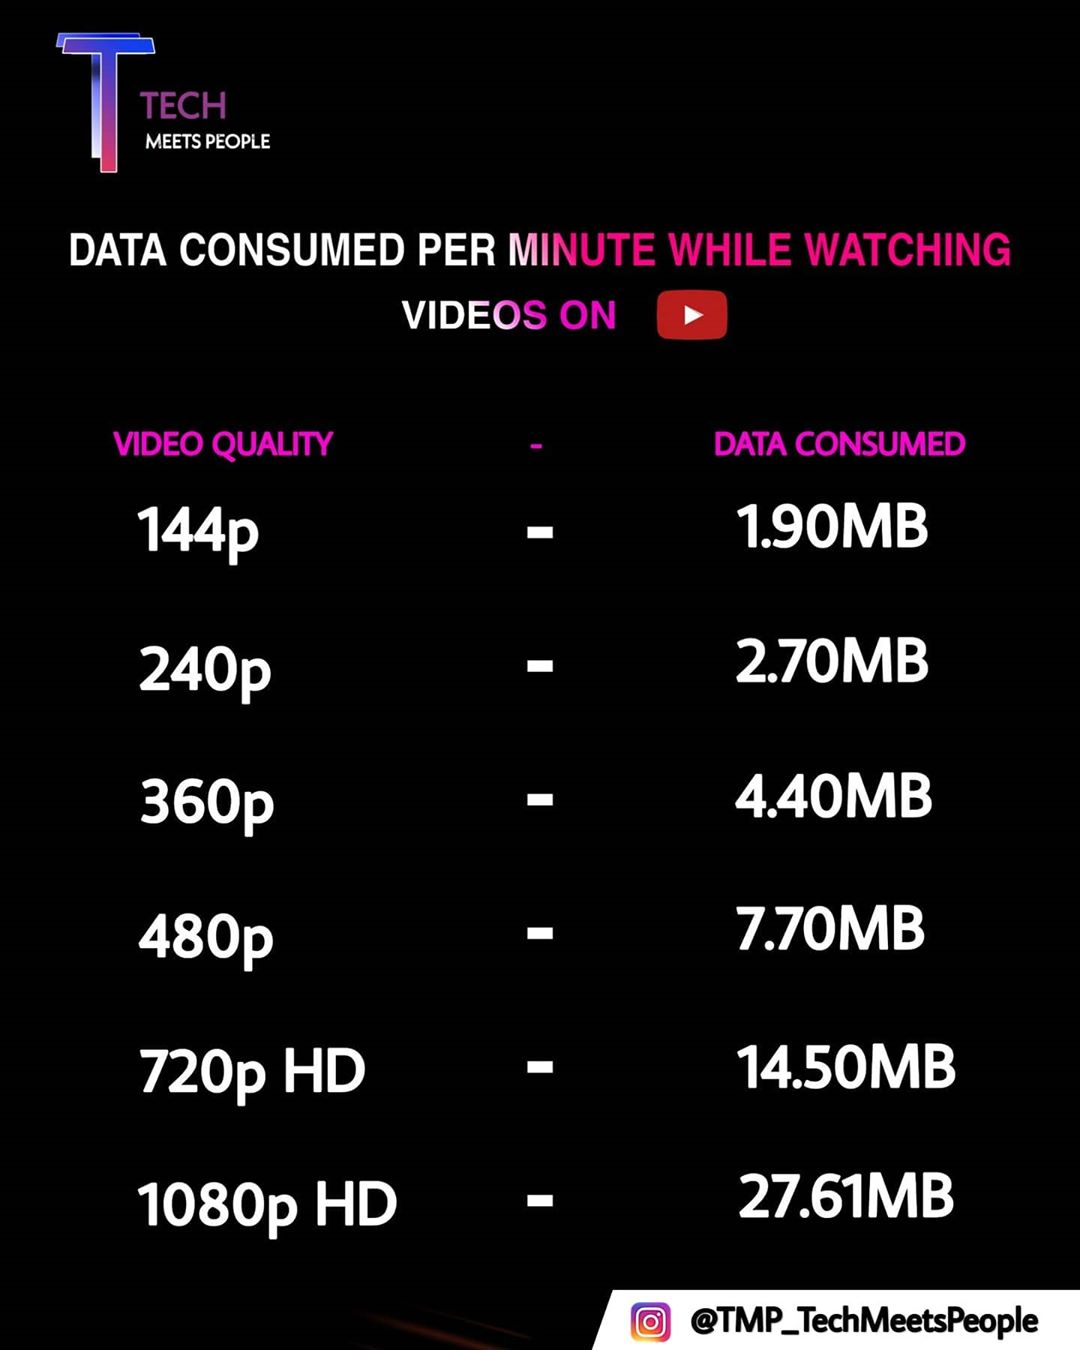 TECH
MEETS PEOPLE
DATA CONSUMED PER MINUTE WHILE WATCHING
VIDEOS ON
VIDEO QUALITY - DATA CONSUMED
144p - 1.90MB
240p - 2.70MB
360p - 4.40MB
480p - 7.70MB
720p HD - 14.50MB
1080p HD - 27.61MB
@TMP_TechMeetsPeople